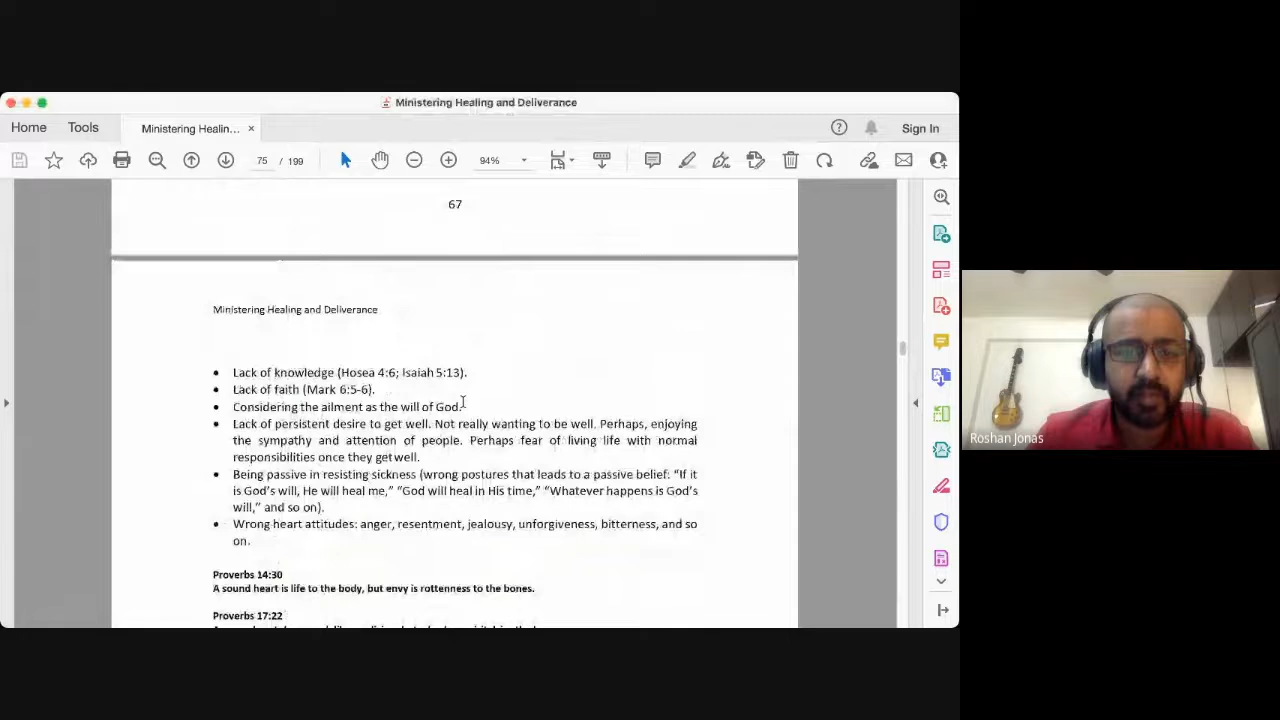 Ministering Healing and Deliverance
Home
Tools
Ministering Healin...
Sign In
75 / 199
94%
67
Ministering Healing and Deliverance
• Lack of knowledge (Hosea 4:6; Isaiah 5:13).
• Lack of faith (Mark 6:5-6).
• Considering the ailment as the will of God.
• Lack of persistent desire to get well. Not really wanting to be well. Perhaps, enjoying
the sympathy and attention of people. Perhaps fear of living life with normal
responsibilities once they get well.
• Being passive in resisting sickness (wrong postures that leads to a passive belief: “If it
is God’s will, He will heal me,” “God will heal in His time,” “Whatever happens is God’s
will,” and so on).
• Wrong heart attitudes: anger, resentment, jealousy, unforgiveness, bitterness, and so
on.
Proverbs 14:30
A sound heart is life to the body, but envy is rottenness to the bones.
Proverbs 17:22
Roshan Jonas